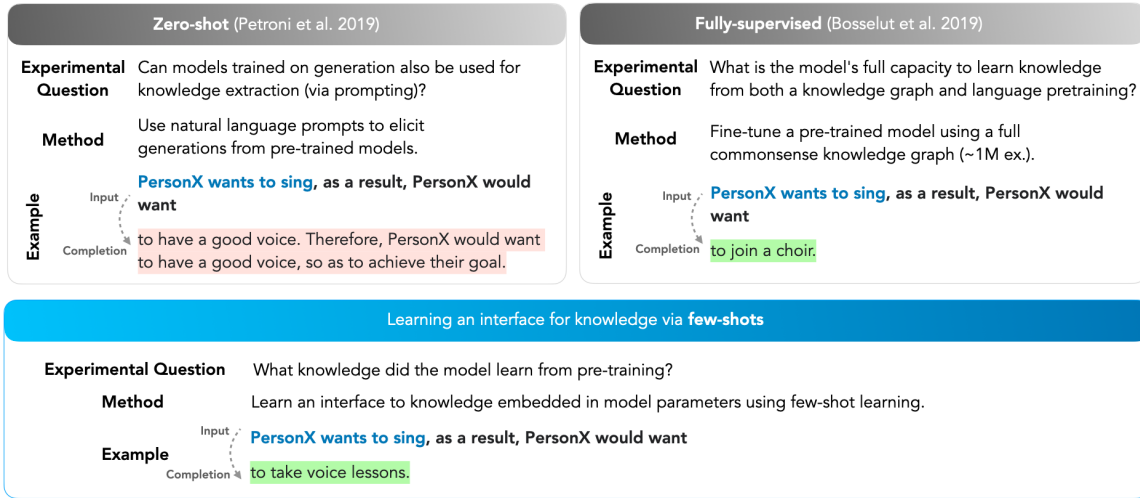 Zero-shot (Petroni et al. 2019)
Experimental Question
Can models trained on generation also be used for
knowledge extraction (via prompting)?
Method
Use natural language prompts to elicit
generations from pre-trained models.
Example
Input
PersonX wants to sing, as a result, PersonX would
want
Completion
to have a good voice. Therefore, PersonX would want
to have a good voice, so as to achieve their goal.
Fully-supervised (Bosselut et al. 2019)
Experimental Question
What is the model's full capacity to learn knowledge
from both a knowledge graph and language pretraining?
Method
Fine-tune a pre-trained model using a full
commonsense knowledge graph (~1M ex.).
Example
Input
PersonX wants to sing, as a result, PersonX would
want
Completion
to join a choir.
Learning an interface for knowledge via few-shots
Experimental Question
What knowledge did the model learn from pre-training?
Method
Learn an interface to knowledge embedded in model parameters using few-shot learning.
Example
Input
PersonX wants to sing, as a result, PersonX would want
Completion
to take voice lessons.